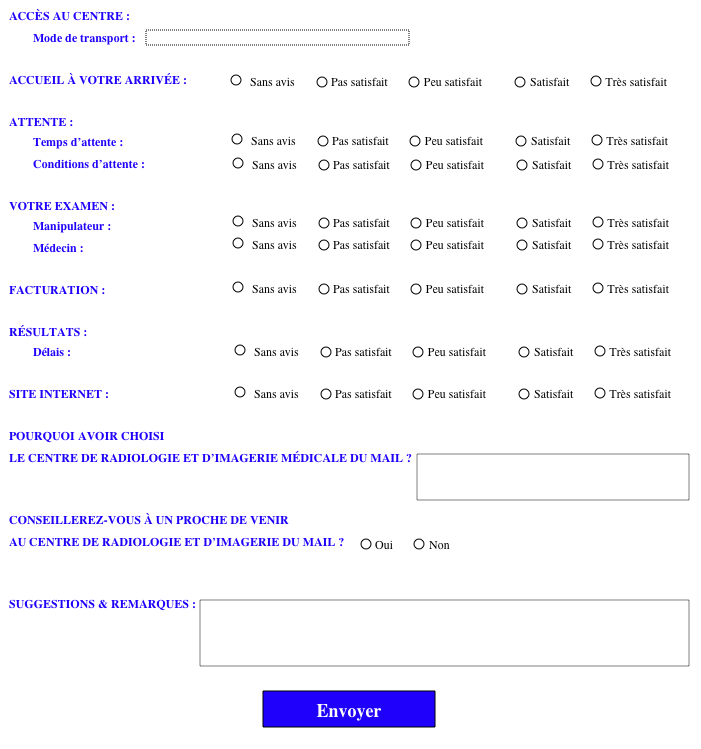 ACCÈS AU CENTRE :
Mode de transport :
ACCUEIL À VOTRE ARRIVÉE : Sans avis Pas satisfait Peu satisfait Satisfait Très satisfait
ATTENTE :
Temps d'attente : Sans avis Pas satisfait Peu satisfait Satisfait Très satisfait
Conditions d'attente : Sans avis Pas satisfait Peu satisfait Satisfait Très satisfait
VOTRE EXAMEN :
Manipulateur : Sans avis Pas satisfait Peu satisfait Satisfait Très satisfait
Médecin : Sans avis Pas satisfait Peu satisfait Satisfait Très satisfait
FACTURATION : Sans avis Pas satisfait Peu satisfait Satisfait Très satisfait
RÉSULTATS :
Délais : Sans avis Pas satisfait Peu satisfait Satisfait Très satisfait
SITE INTERNET : Sans avis Pas satisfait Peu satisfait Satisfait Très satisfait
POURQUOI AVOIR CHOISI
LE CENTRE DE RADIOLOGIE ET D'IMAGERIE MÉDICALE DU MAIL ?
CONSEILLEREZ-VOUS À UN PROCHE DE VENIR
AU CENTRE DE RADIOLOGIE ET D'IMAGERIE DU MAIL ? Oui Non
SUGGESTIONS & REMARQUES :
Envoyer